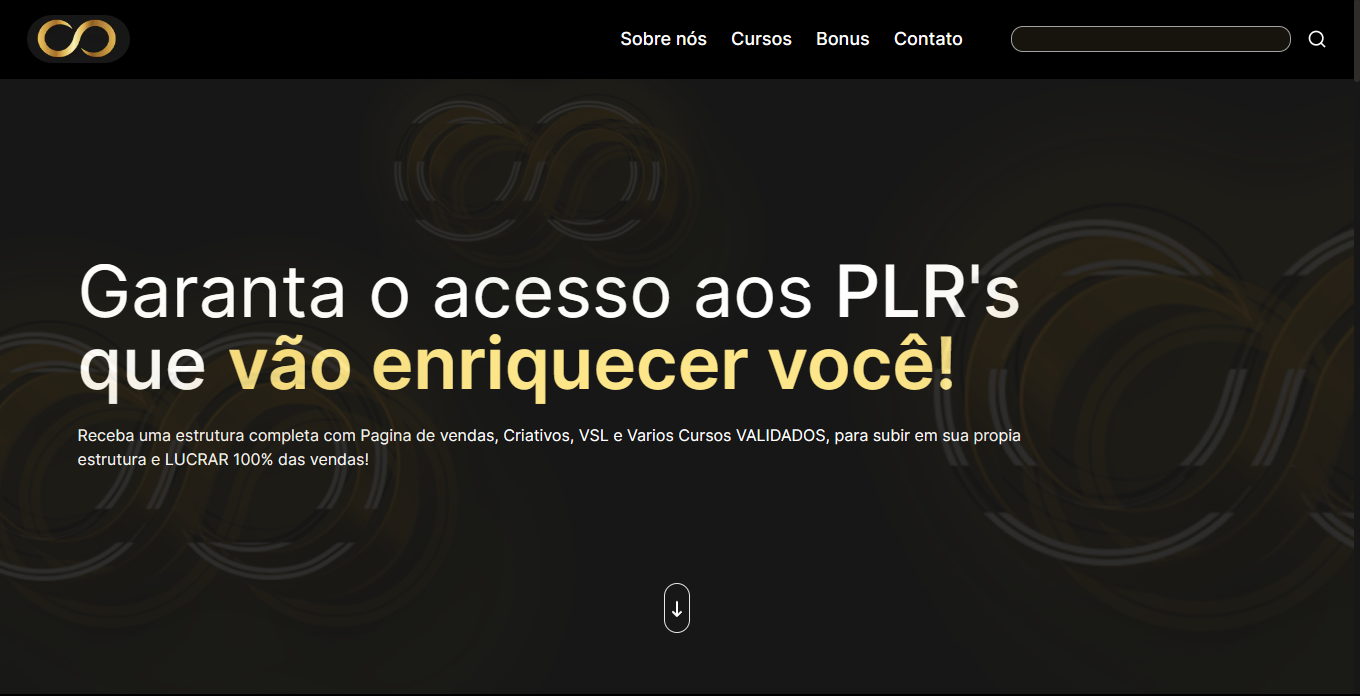 Sobre nós Cursos Bonus Contato
Garanta o acesso aos PLR's
que vão enriquecer você!
Receba uma estrutura completa com Pagina de vendas, Criativos, VSL e Varios Cursos VALIDADOS, para subir em sua propia
estrutura e LUCRAR 100% das vendas!